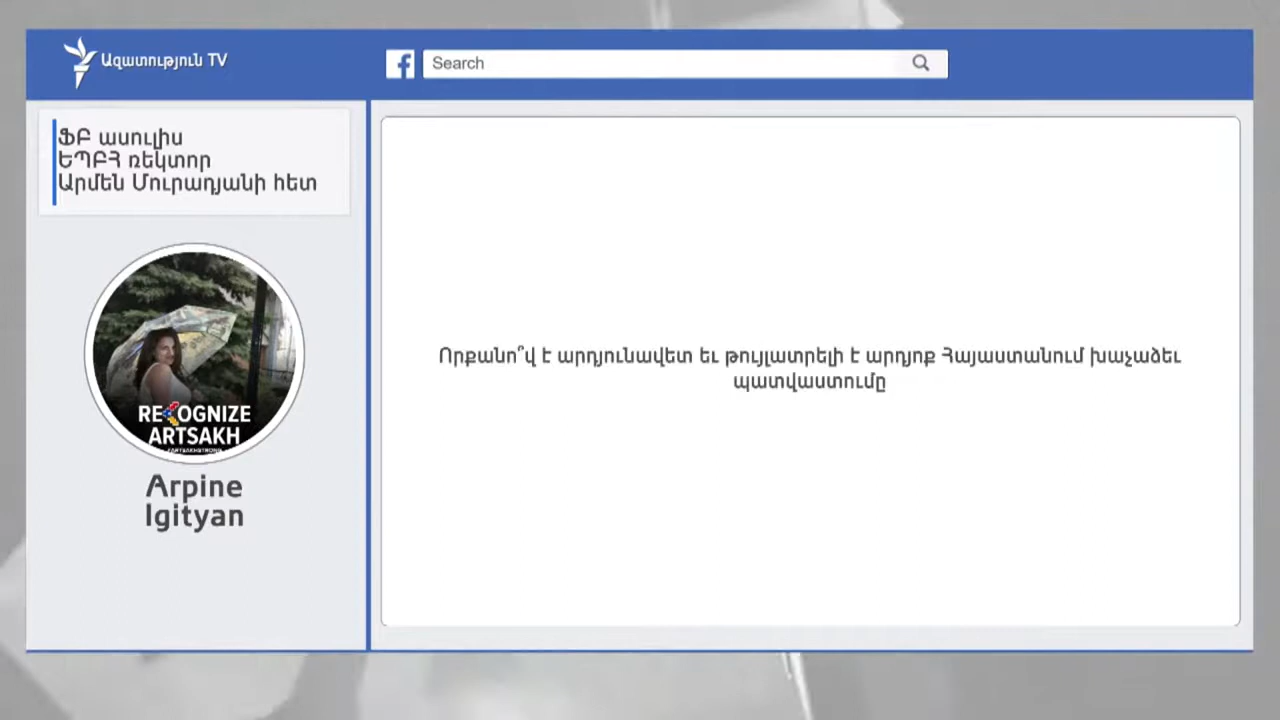 Ազատություն TV
f Search
ՖԲ ասուլիս
ԵՊԲՀ ռեկտոր
Արմեն Մուրադյանի հետ
Որքանո՞վ է արդյունավետ եւ թույլատրելի է արդյոք Հայաստանում խաչաձեւ
պատվաստումը
RECOGNIZE
ARTSAKH
#ARTSAKHSTRONG
Arpine
Igityan